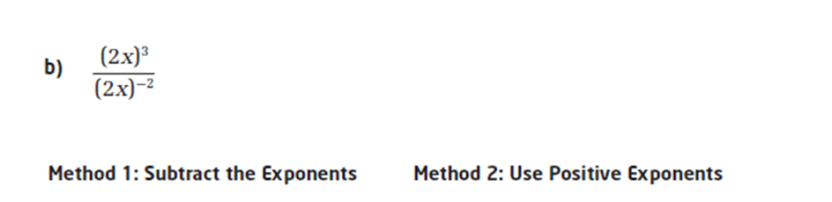 b) (2x)³
(2x)⁻²
Method 1: Subtract the Exponents Method 2: Use Positive Exponents